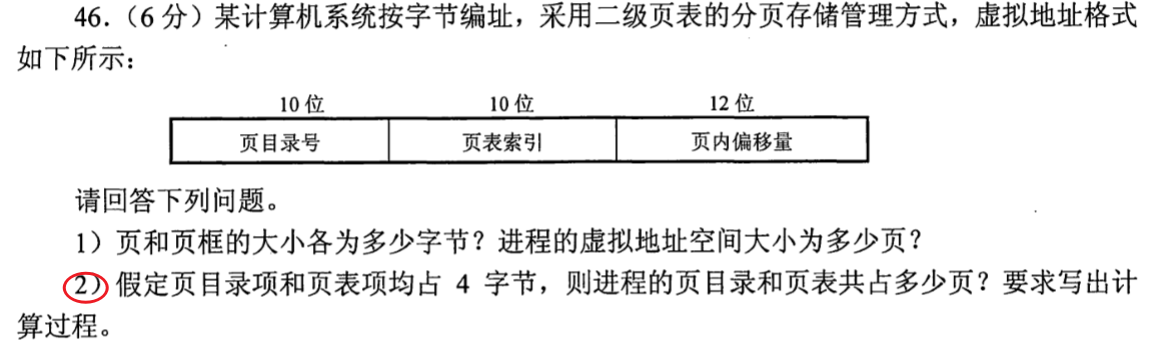 46.（6 分）某计算机系统按字节编址，采用二级页表的分页存储管理方式，虚拟地址格式
如下所示：
10 位 10 位 12 位
页目录号 页表索引 页内偏移量
请回答下列问题。
1）页和页框的大小各为多少字节？进程的虚拟地址空间大小为多少页？
2）假定页目录项和页表项均占 4 字节，则进程的页目录和页表共占多少页？要求写出计
算过程。